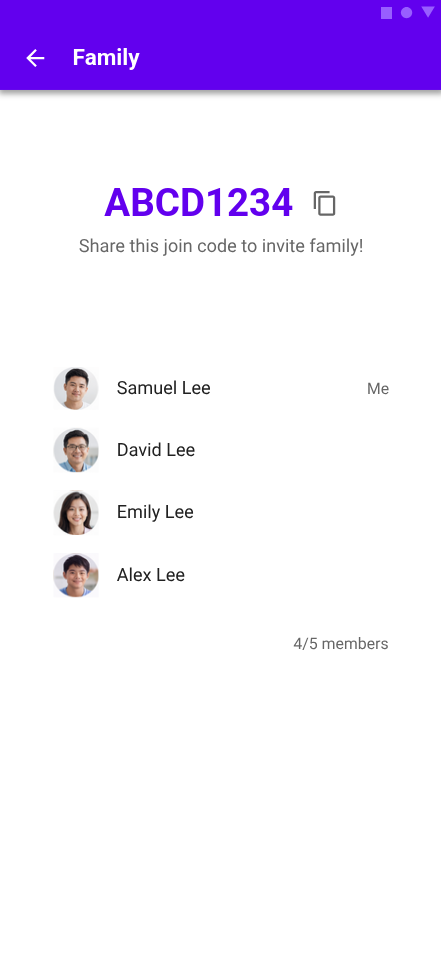 Family
ABCD1234
Share this join code to invite family!
Samuel Lee Me
David Lee
Emily Lee
Alex Lee
4/5 members